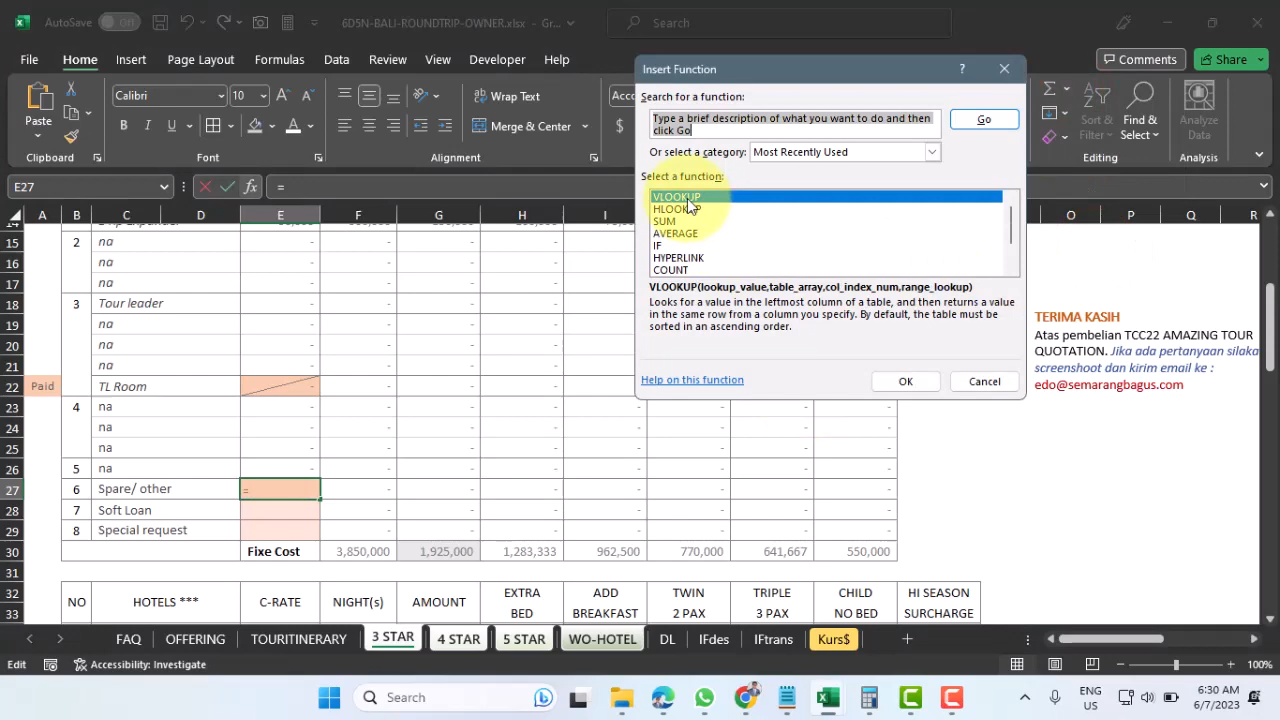 AutoSave Off 6D5N-BALI-ROUNDTRIP-OWNER.xlsx - Gr... Search
File Home Insert Page Layout Formulas Data Review View Developer Help Comments Share
Paste Calibri 10 Wrap Text Merge & Center Sort & Filter Find & Select Analyze Data
Clipboard Font Alignment Editing Analysis
E27 =
Insert Function
Search for a function:
Type a brief description of what you want to do and then
click Go
Go
Or select a category: Most Recently Used
Select a function:
VLOOKUP
HLOOKUP
SUM
AVERAGE
IF
HYPERLINK
COUNT
VLOOKUP(lookup_value,table_array,col_index_num,range_lookup)
Looks for a value in the leftmost column of a table, and then returns a value
in the same row from a column you specify. By default, the table must be
sorted in an ascending order.
Help on this function OK Cancel
A B C D E F G H I O P Q R
15 2 na -
16 na -
17 na -
18 3 Tour leader -
19 na -
20 na -
21 na -
22 Paid TL Room -
23 4 na - - - - - - - -
24 na - - - - - - - -
25 na - - - - - - - -
26 5 na - - - - - - - -
27 6 Spare/ other = - - - - - - -
28 7 Soft Loan - - - - - - -
29 8 Special request - - - - - - -
30 Fixe Cost 3,850,000 1,925,000 1,283,333 962,500 770,000 641,667 550,000
31
32 NO HOTELS *** C-RATE NIGHT(s) AMOUNT EXTRA ADD TWIN TRIPLE CHILD HI SEASON
33 BED BREAKFAST 2 PAX 3 PAX NO BED SURCHARGE
TERIMA KASIH
Atas pembelian TCC22 AMAZING TOUR
QUOTATION. Jika ada pertanyaan silaka
screenshoot dan kirim email ke :
edo@semarangbagus.com
FAQ OFFERING TOURITINERARY 3 STAR 4 STAR 5 STAR WO-HOTEL DL IFdes IFtrans Kurs$
Edit Accessibility: Investigate 100%
Search ENG US 6:30 AM 6/7/2023